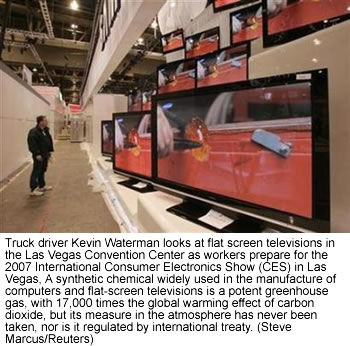 Truck driver Kevin Waterman looks at flat screen televisions in
the Las Vegas Convention Center as workers prepare for the
2007 International Consumer Electronics Show (CES) in Las
Vegas. A synthetic chemical widely used in the manufacture of
computers and flat-screen televisions is a potent greenhouse
gas, with 17,000 times the global warming effect of carbon
dioxide, but its measure in the atmosphere has never been
taken, nor is it regulated by international treaty. (Steve
Marcus/Reuters)